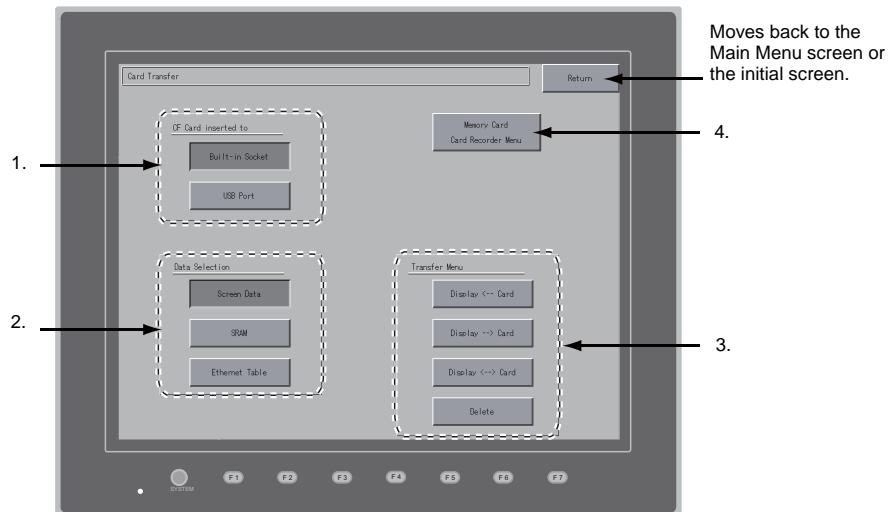 Moves back to the
Main Menu screen or
the initial screen.
Card Transfer
Return
CF Card inserted to
Memory Card
Card Recorder Menu
4.
1.
Built-in Socket
USB Port
Data Selection
Transfer Menu
Screen Data
Display <-- Card
2.
SRAM
Display --> Card
3.
Ethernet Table
Display <--> Card
Delete
SYSTEM
F1
F2
F3
F4
F5
F6
F7